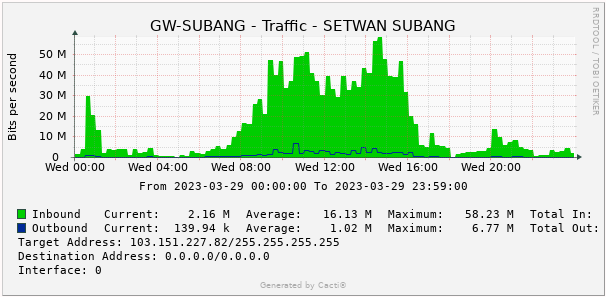 GW-SUBANG - Traffic - SETWAN SUBANG
RRDTOOL / TOBI OETIKER
Bits per second
50 M
40 M
30 M
20 M
10 M
0
Wed 00:00 Wed 04:00 Wed 08:00 Wed 12:00 Wed 16:00 Wed 20:00
From 2023-03-29 00:00:00 To 2023-03-29 23:59:00
Inbound Current: 2.16 M Average: 16.13 M Maximum: 58.23 M Total In:
Outbound Current: 139.94 k Average: 1.02 M Maximum: 6.77 M Total Out:
Target Address: 103.151.227.82/255.255.255.255
Destination Address: 0.0.0.0/0.0.0.0
Interface: 0
Generated by Cacti®